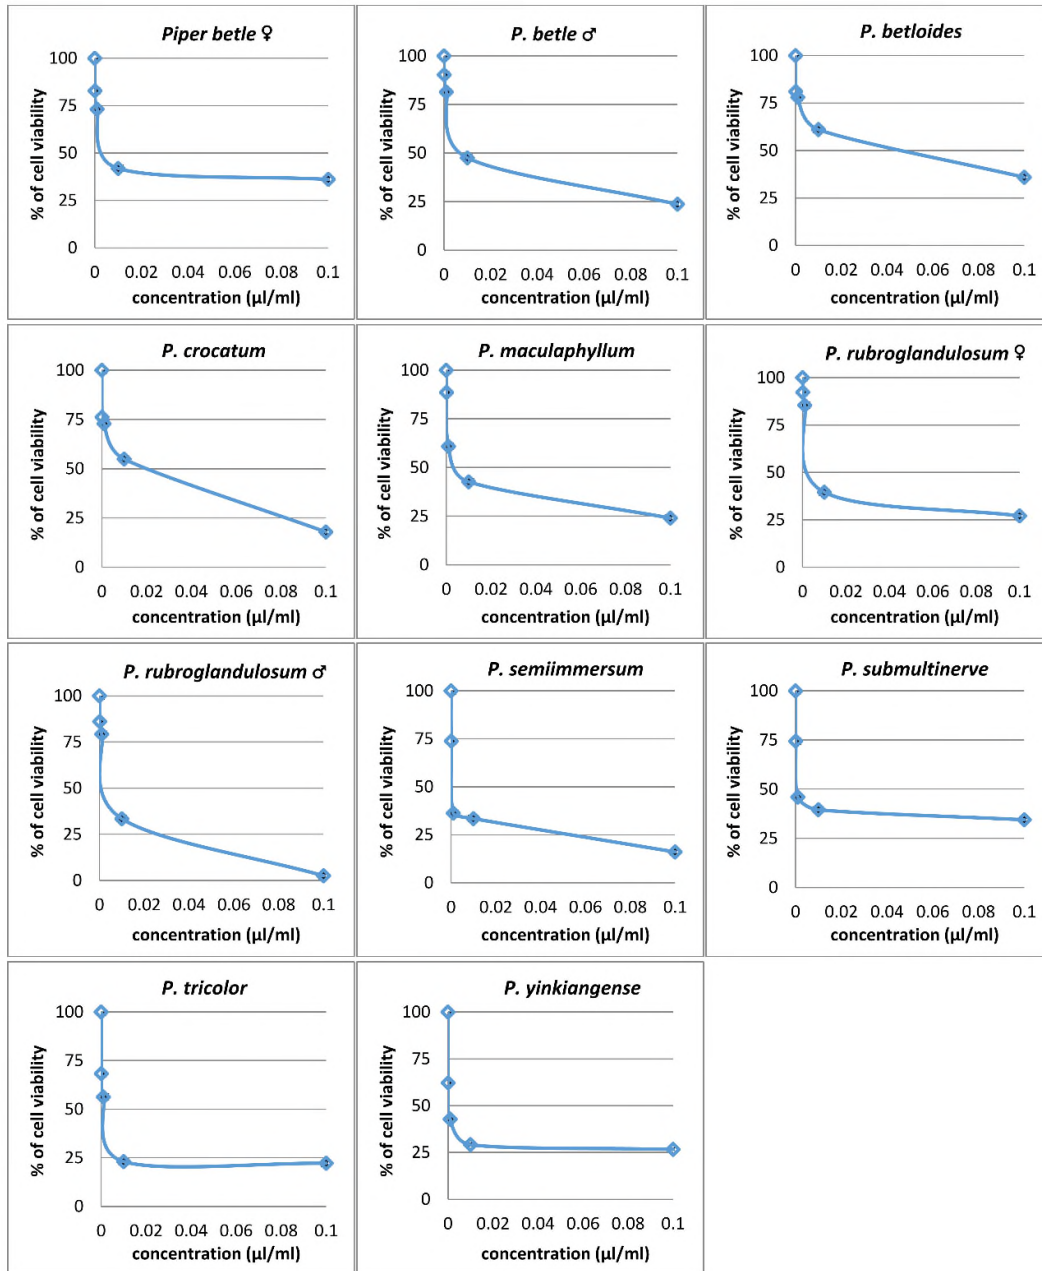 Piper betle ♀
% of cell viability
100
75
50
25
0
0 0.02 0.04 0.06 0.08 0.1
concentration (µl/ml)
P. betle ♂
% of cell viability
100
75
50
25
0
0 0.02 0.04 0.06 0.08 0.1
concentration (µl/ml)
P. betloides
% of cell viability
100
75
50
25
0
0 0.02 0.04 0.06 0.08 0.1
concentration (µl/ml)
P. crocatum
% of cell viability
100
75
50
25
0
0 0.02 0.04 0.06 0.08 0.1
concentration (µl/ml)
P. maculaphyllum
% of cell viability
100
75
50
25
0
0 0.02 0.04 0.06 0.08 0.1
concentration (µl/ml)
P. rubroglandulosum ♀
% of cell viability
100
75
50
25
0
0 0.02 0.04 0.06 0.08 0.1
concentration (µl/ml)
P. rubroglandulosum ♂
% of cell viability
100
75
50
25
0
0 0.02 0.04 0.06 0.08 0.1
concentration (µl/ml)
P. semiimmersum
% of cell viability
100
75
50
25
0
0 0.02 0.04 0.06 0.08 0.1
concentration (µl/ml)
P. submultinerve
% of cell viability
100
75
50
25
0
0 0.02 0.04 0.06 0.08 0.1
concentration (µl/ml)
P. tricolor
% of cell viability
100
75
50
25
0
0 0.02 0.04 0.06 0.08 0.1
concentration (µl/ml)
P. yinkiangense
% of cell viability
100
75
50
25
0
0 0.02 0.04 0.06 0.08 0.1
concentration (µl/ml)